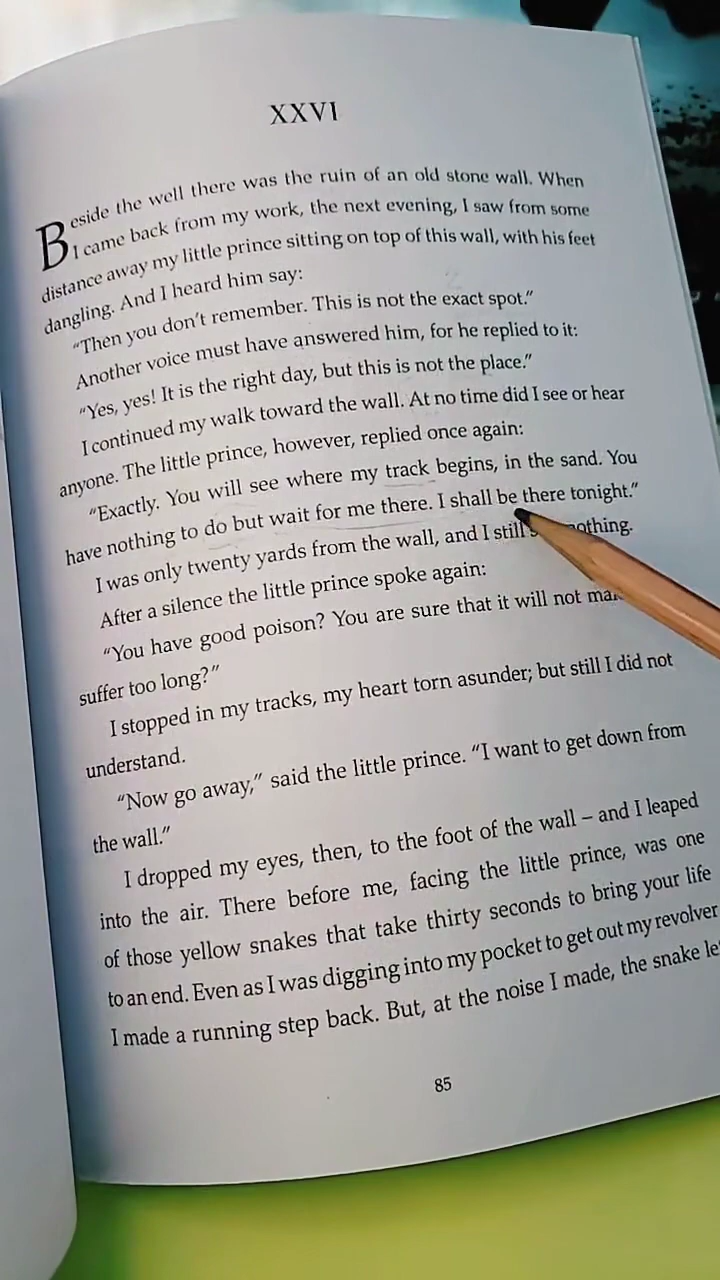 XXVI
Beside the well there was the ruin of an old stone wall. When
I came back from my work, the next evening, I saw from some
distance away my little prince sitting on top of this wall, with his feet
dangling. And I heard him say:
“Then you don’t remember. This is not the exact spot.”
Another voice must have answered him, for he replied to it:
“Yes, yes! It is the right day, but this is not the place.”
I continued my walk toward the wall. At no time did I see or hear
anyone. The little prince, however, replied once again:
“Exactly. You will see where my track begins, in the sand. You
have nothing to do but wait for me there. I shall be there tonight.”
I was only twenty yards from the wall, and I still nothing.
After a silence the little prince spoke again:
“You have good poison? You are sure that it will not
suffer too long?”
I stopped in my tracks, my heart torn asunder; but still I did not
understand.
“Now go away,” said the little prince. “I want to get down from
the wall.”
I dropped my eyes, then, to the foot of the wall – and I leaped
into the air. There before me, facing the little prince, was one
of those yellow snakes that take thirty seconds to bring your life
to an end. Even as I was digging into my pocket to get out my revolver
I made a running step back. But, at the noise I made, the snake
85